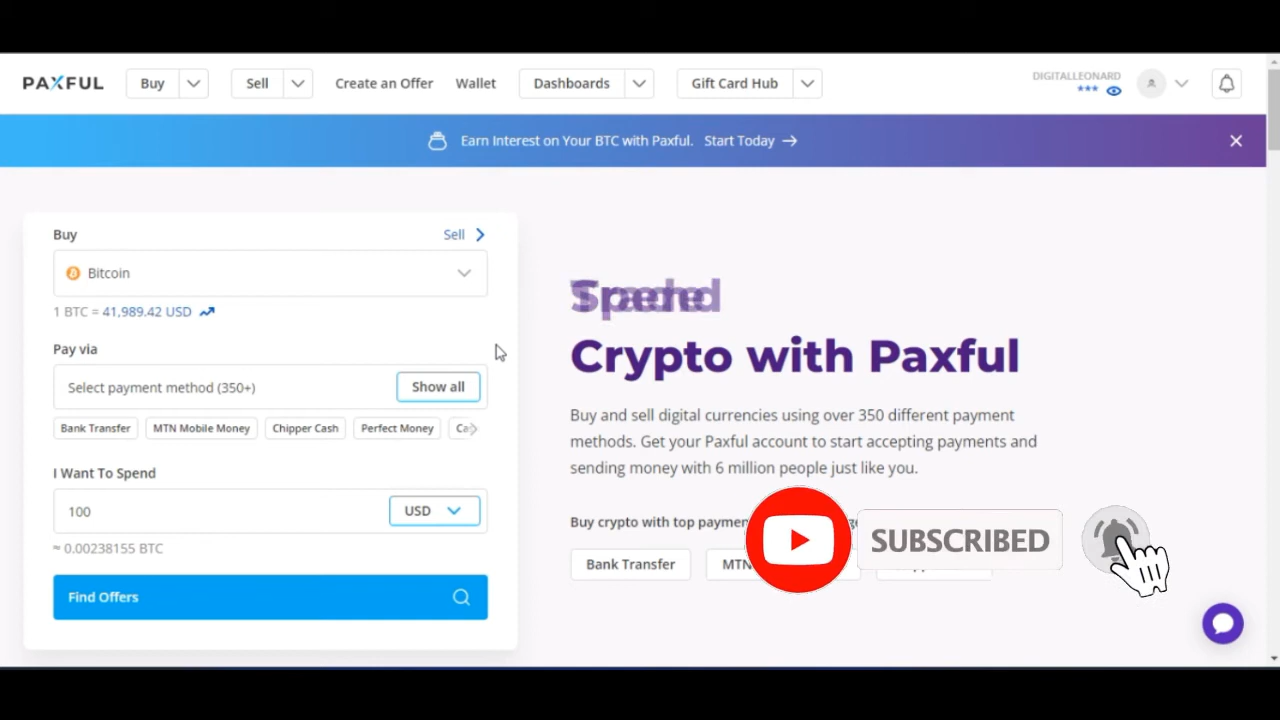 PAXFUL
Buy
Sell
Create an Offer
Wallet
Dashboards
Gift Card Hub
DIGITALLEONARD
***
Earn Interest on Your BTC with Paxful. Start Today →
Buy
Sell
Bitcoin
1 BTC = 41,989.42 USD
Pay via
Select payment method (350+)
Show all
Bank Transfer
MTN Mobile Money
Chipper Cash
Perfect Money
I Want To Spend
100
USD
≈ 0.00238155 BTC
Find Offers
Crypto with Paxful
Buy and sell digital currencies using over 350 different payment
methods. Get your Paxful account to start accepting payments and
sending money with 6 million people just like you.
Buy crypto with top
Bank Transfer
MTN
SUBSCRIBED